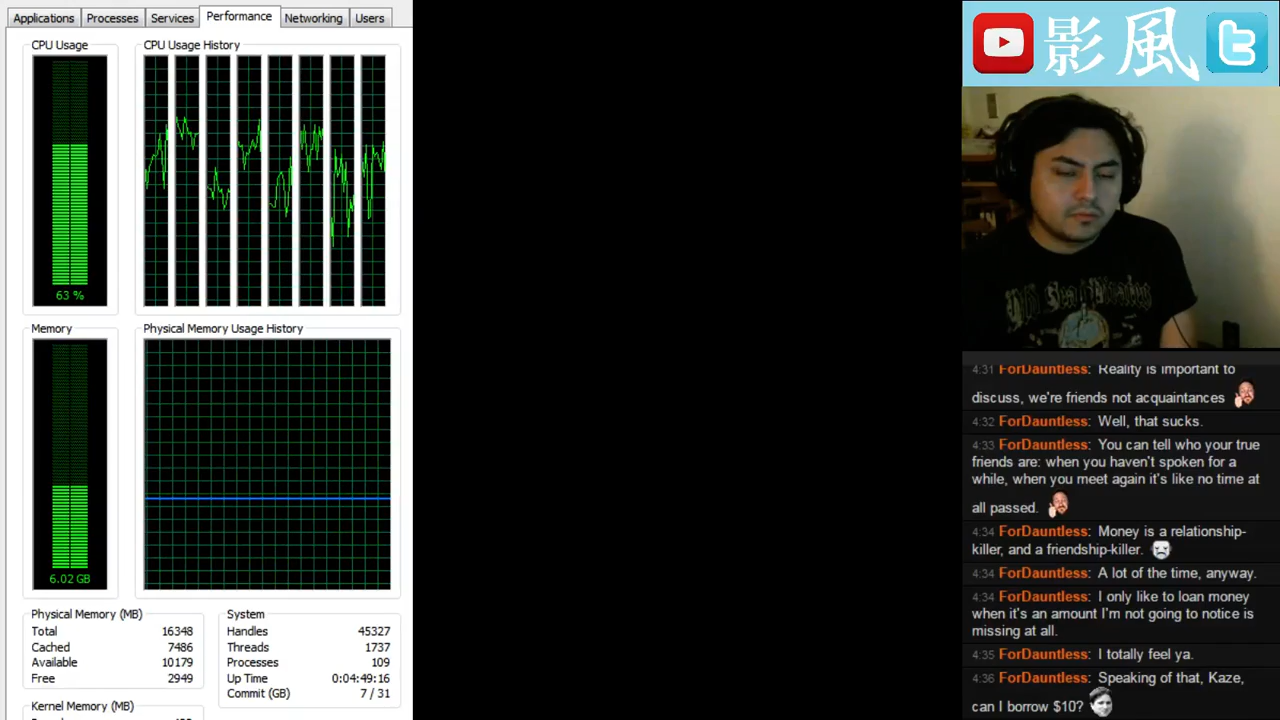 Applications
Processes
Services
Performance
Networking
Users
CPU Usage
63 %
CPU Usage History
Memory
6.02 GB
Physical Memory Usage History
Physical Memory (MB)
Total 16348
Cached 7486
Available 10179
Free 2949
Kernel Memory (MB)
System
Handles 45327
Threads 1737
Processes 109
Up Time 0:04:49:16
Commit (GB) 7 / 31
影風
4:31 ForDauntless: Reality is important to
discuss, we're friends not acquaintances
4:32 ForDauntless: Well, that sucks.
4:33 ForDauntless: You can tell who your true
friends are: when you haven't spoken for a
while, when you meet again it's like no time at
all passed.
4:34 ForDauntless: Money is a relationship-
killer, and a friendship-killer.
4:34 ForDauntless: A lot of the time, anyway.
4:34 ForDauntless: I only like to loan money
when it's an amount I'm not going to notice is
missing at all.
4:35 ForDauntless: I totally feel ya.
4:36 ForDauntless: Speaking of that, Kaze,
can I borrow $10?